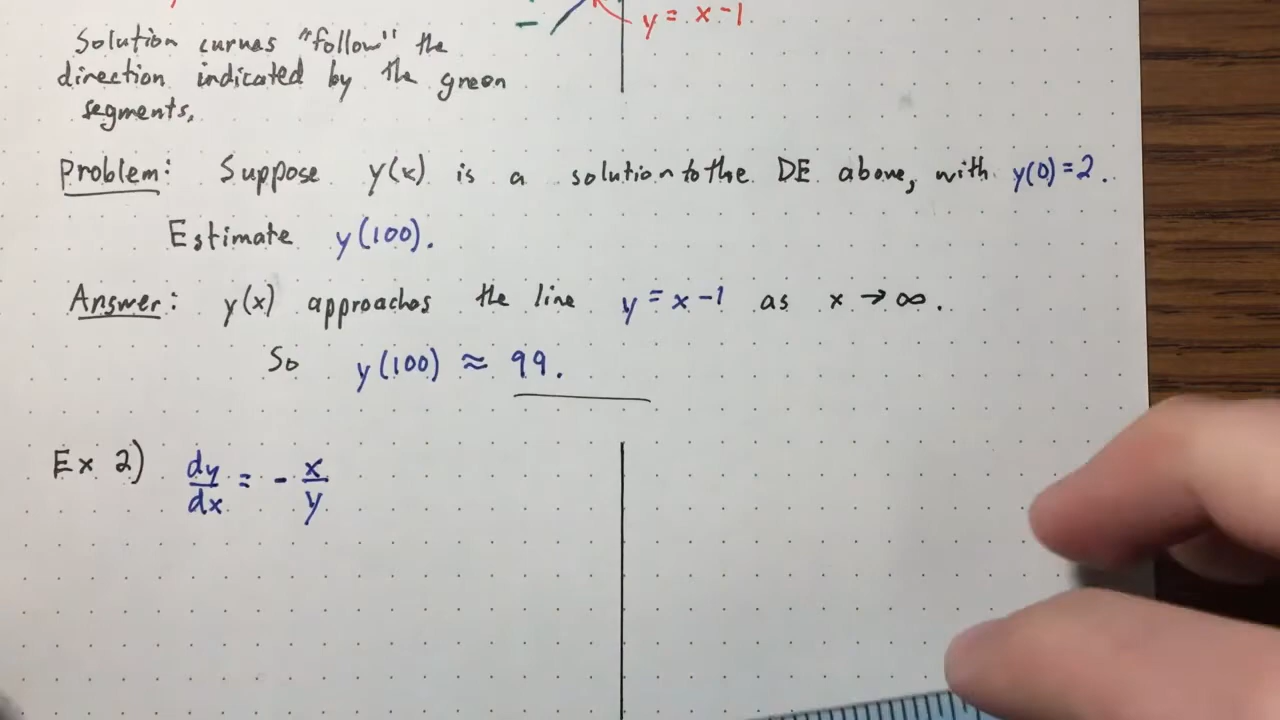 y = x - 1
Solution curves "follow" the
direction indicated by the green
segments.
Problem: Suppose y(x) is a solution to the DE above, with y(0) = 2.
Estimate y(100).
Answer: y(x) approaches the line y = x - 1 as x → ∞.
So y(100) ≈ 99.
Ex 2) dy/dx = - x/y